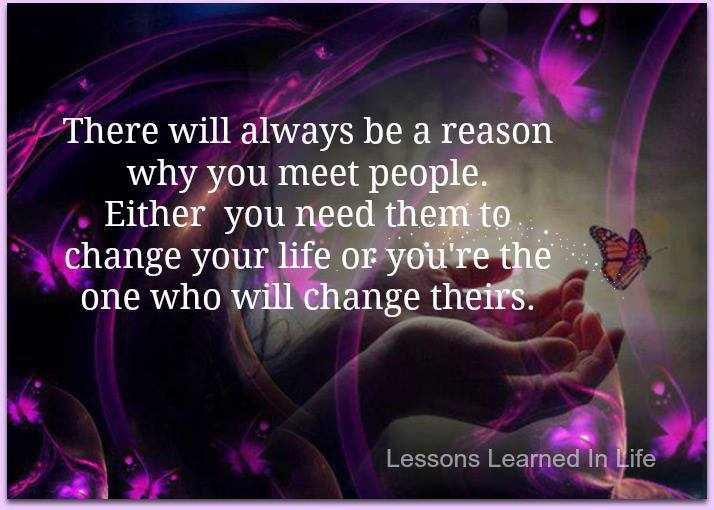 There will always be a reason
why you meet people.
Either  you need them to
change your life or you're the
one who will change theirs.
Lessons Learned In Life